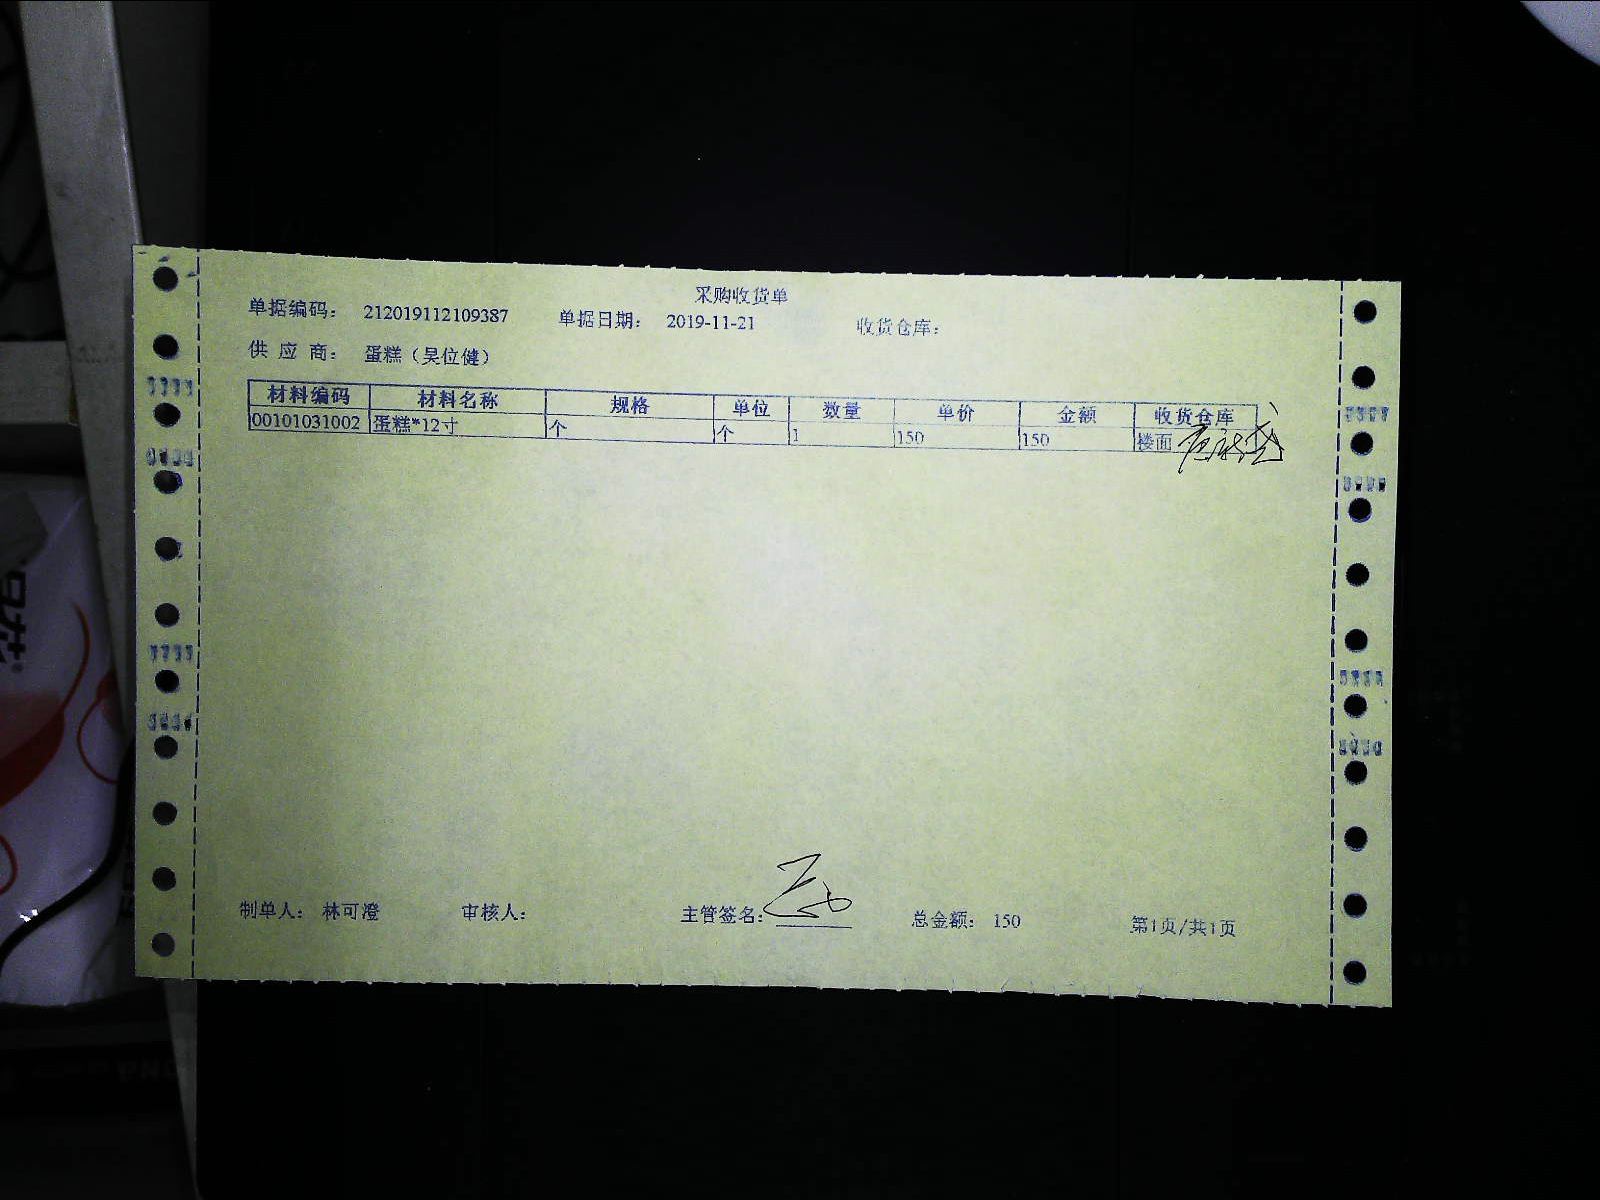 采购收货单
单据编码： 212019112109387 单据日期： 2019-11-21 收货仓库：
供 应 商： 蛋糕（吴位健）
材料编码 材料名称 规格 单位 数量 单价 金额 收货仓库
00101031002 蛋糕*12寸 个 个 1 150 150 楼面
制单人： 林可澄 审核人： 主管签名： 总金额： 150 第1页/共1页